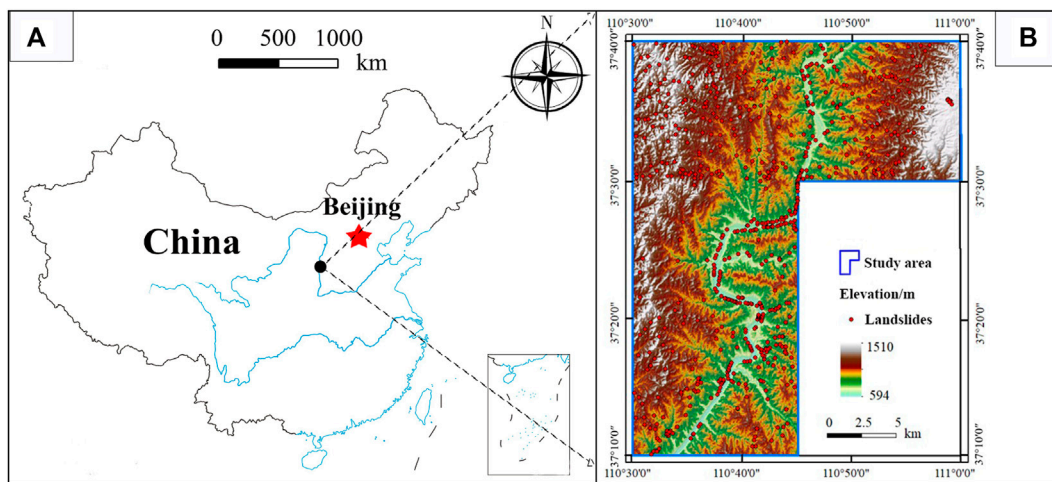 A
0 500 1000
km
N
Beijing
China
B
110°30'0" 110°40'0" 110°50'0" 111°0'0"
37°40'0"
37°40'0"
37°30'0"
37°30'0"
37°20'0"
37°20'0"
37°10'0"
37°10'0"
Study area
Elevation/m
Landslides
1510
594
0 2.5 5
km
110°30'0" 110°40'0" 110°50'0" 111°0'0"